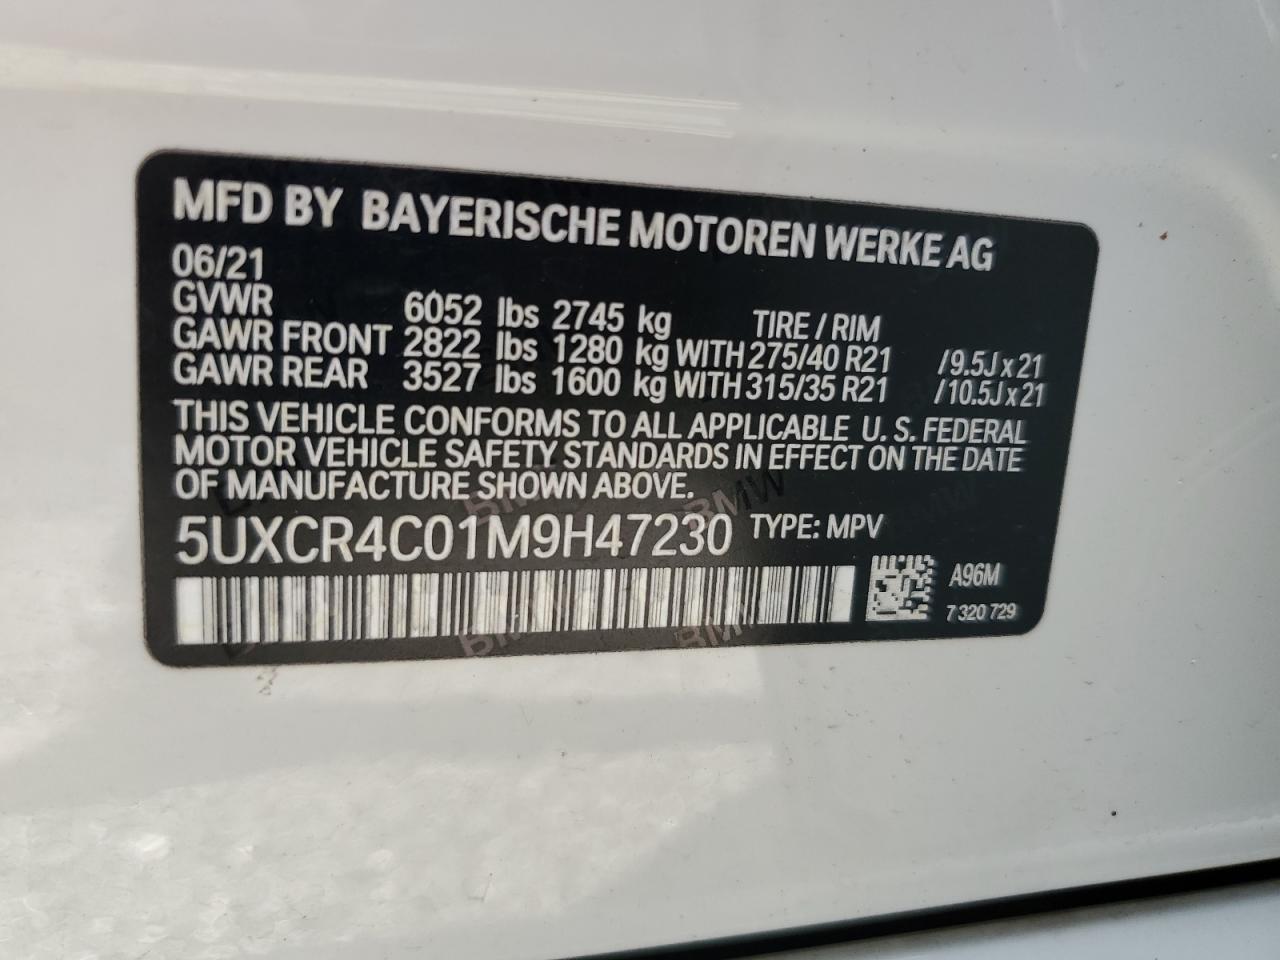 MFD BY BAYERISCHE MOTOREN WERKE AG
06/21
GVWR 6052 lbs 2745 kg TIRE / RIM
GAWR FRONT 2822 lbs 1280 kg WITH 275/40 R21 /9.5J x 21
GAWR REAR 3527 lbs 1600 kg WITH 315/35 R21 /10.5J x 21
THIS VEHICLE CONFORMS TO ALL APPLICABLE U. S. FEDERAL
MOTOR VEHICLE SAFETY STANDARDS IN EFFECT ON THE DATE
OF MANUFACTURE SHOWN ABOVE.
5UXCR4C01M9H47230 TYPE: MPV
A96M
7 320 729
BMW
BMW